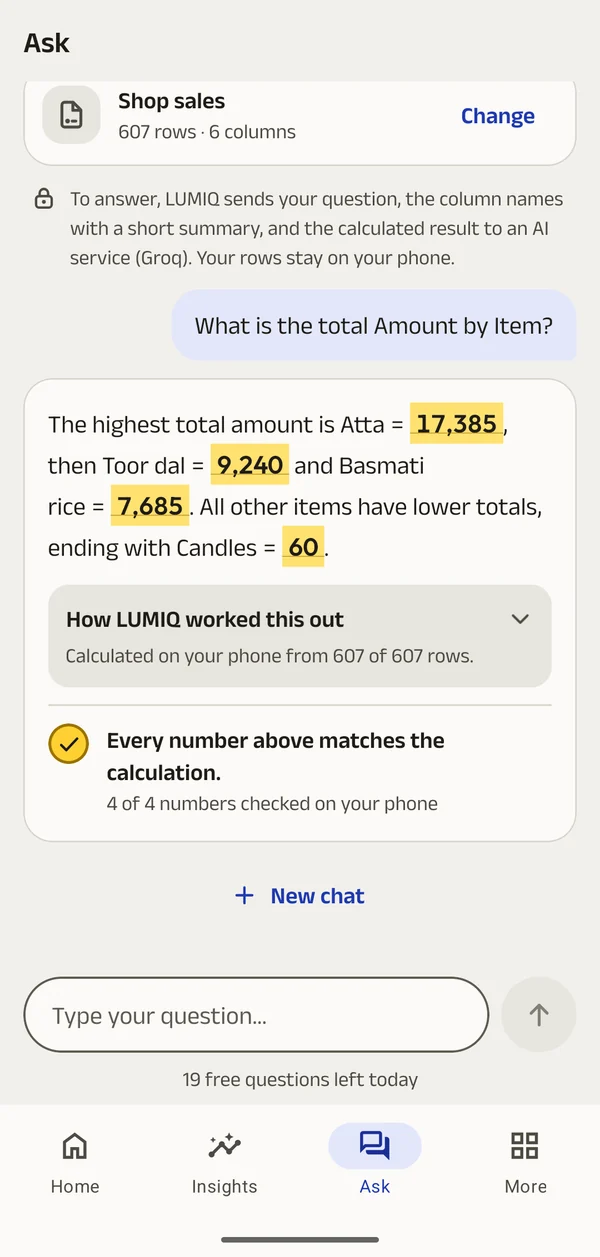 Ask
Shop sales
607 rows · 6 columns
Change
To answer, LUMIQ sends your question, the column names
with a short summary, and the calculated result to an AI
service (Groq). Your rows stay on your phone.
What is the total Amount by Item?
The highest total amount is Atta = 17,385,
then Toor dal = 9,240 and Basmati
rice = 7,685. All other items have lower totals,
ending with Candles = 60.
How LUMIQ worked this out
Calculated on your phone from 607 of 607 rows.
Every number above matches the
calculation.
4 of 4 numbers checked on your phone
+ New chat
Type your question...
19 free questions left today
Home
Insights
Ask
More